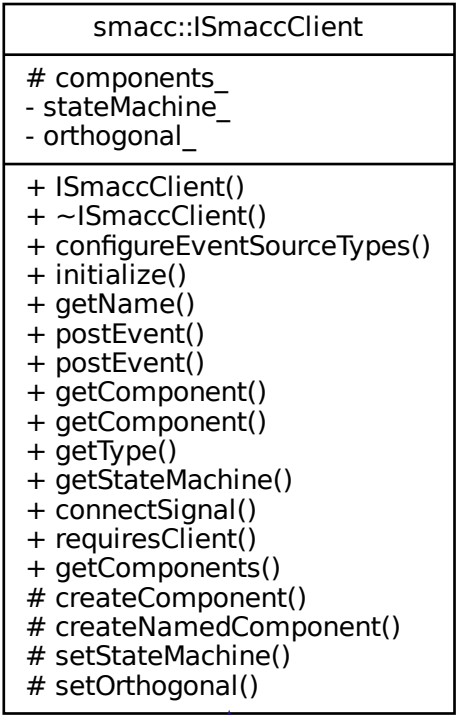 smacc::ISmaccClient
# components_
- stateMachine_
- orthogonal_
+ ISmaccClient()
+ ~ISmaccClient()
+ configureEventSourceTypes()
+ initialize()
+ getName()
+ postEvent()
+ postEvent()
+ getComponent()
+ getComponent()
+ getType()
+ getStateMachine()
+ connectSignal()
+ requiresClient()
+ getComponents()
# createComponent()
# createNamedComponent()
# setStateMachine()
# setOrthogonal()